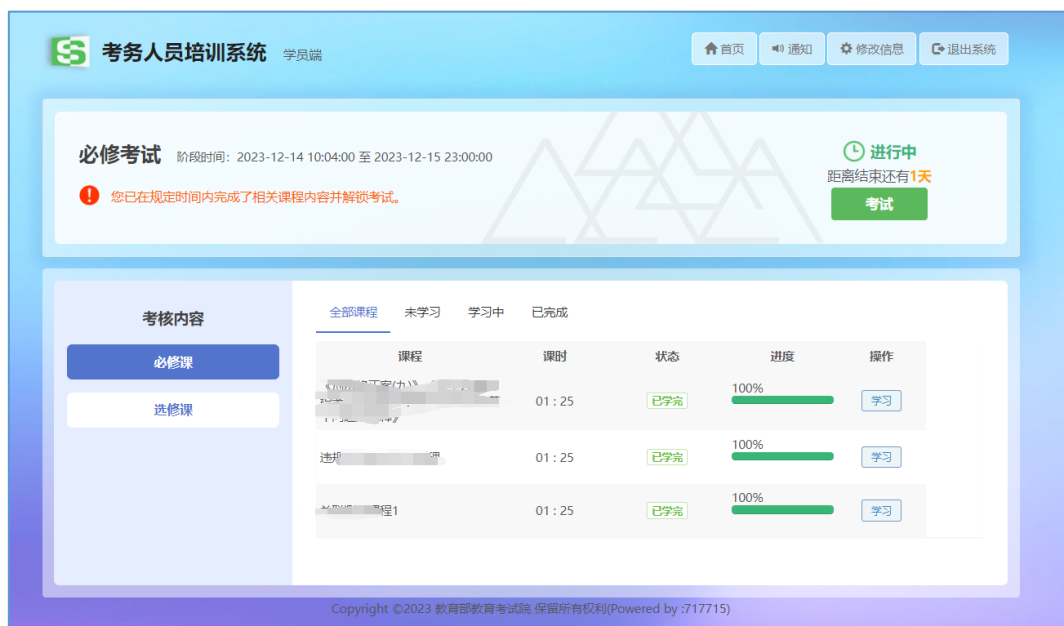 考务人员培训系统 学员端
首页 通知 修改信息 退出系统
必修考试 阶段时间：2023-12-14 10:04:00 至 2023-12-15 23:00:00
进行中
距离结束还有1天
您已在规定时间内完成了相关课程内容并解锁考试。
考试
考核内容
必修课
选修课
全部课程 未学习 学习中 已完成
课程 课时 状态 进度 操作
01 : 25 已学完 100% 学习
违规 理 01 : 25 已学完 100% 学习
程1 01 : 25 已学完 100% 学习
Copyright ©2023 教育部教育考试院 保留所有权利(Powered by :717715)